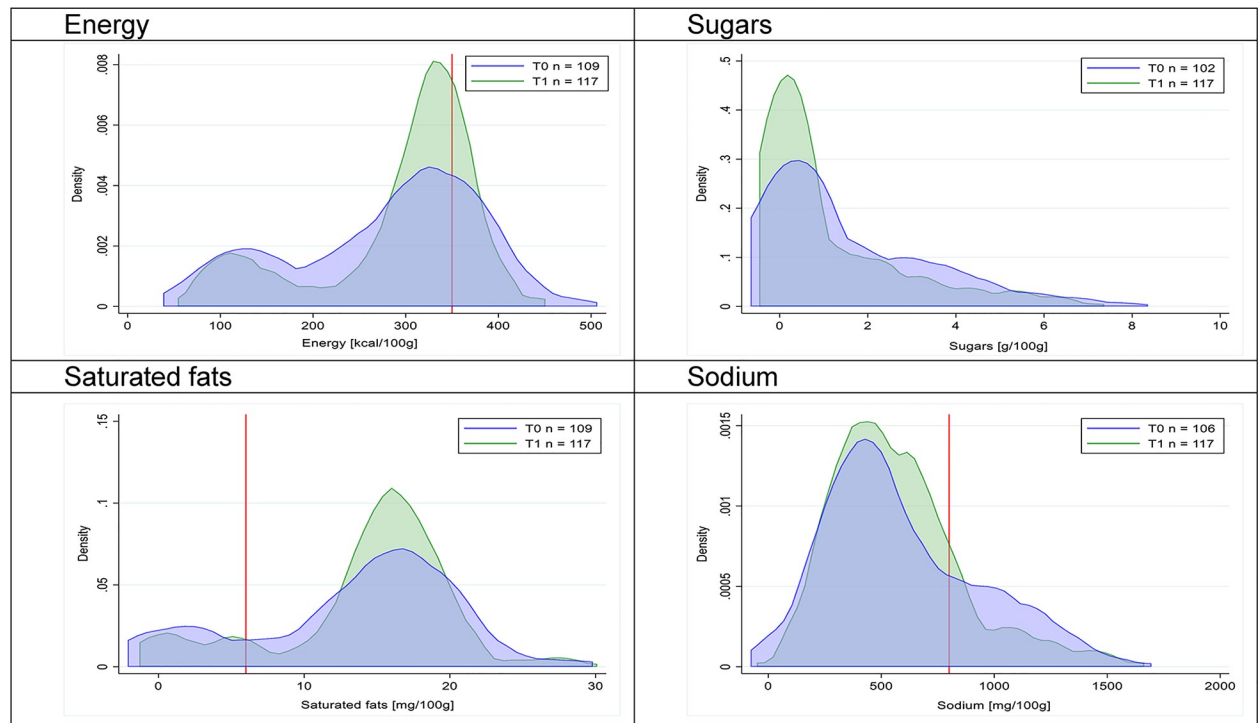 Energy
T0 n = 109
T1 n = 117
Density
0 .002 .004 .006 .008
0 100 200 300 400 500
Energy [kcal/100g]
Sugars
T0 n = 102
T1 n = 117
Density
0 .1 .2 .3 .4 .5
0 2 4 6 8 10
Sugars [g/100g]
Saturated fats
T0 n = 109
T1 n = 117
Density
0 .05 .1 .15
0 10 20 30
Saturated fats [mg/100g]
Sodium
T0 n = 106
T1 n = 117
Density
0 .0005 .001 .0015
0 500 1000 1500 2000
Sodium [mg/100g]